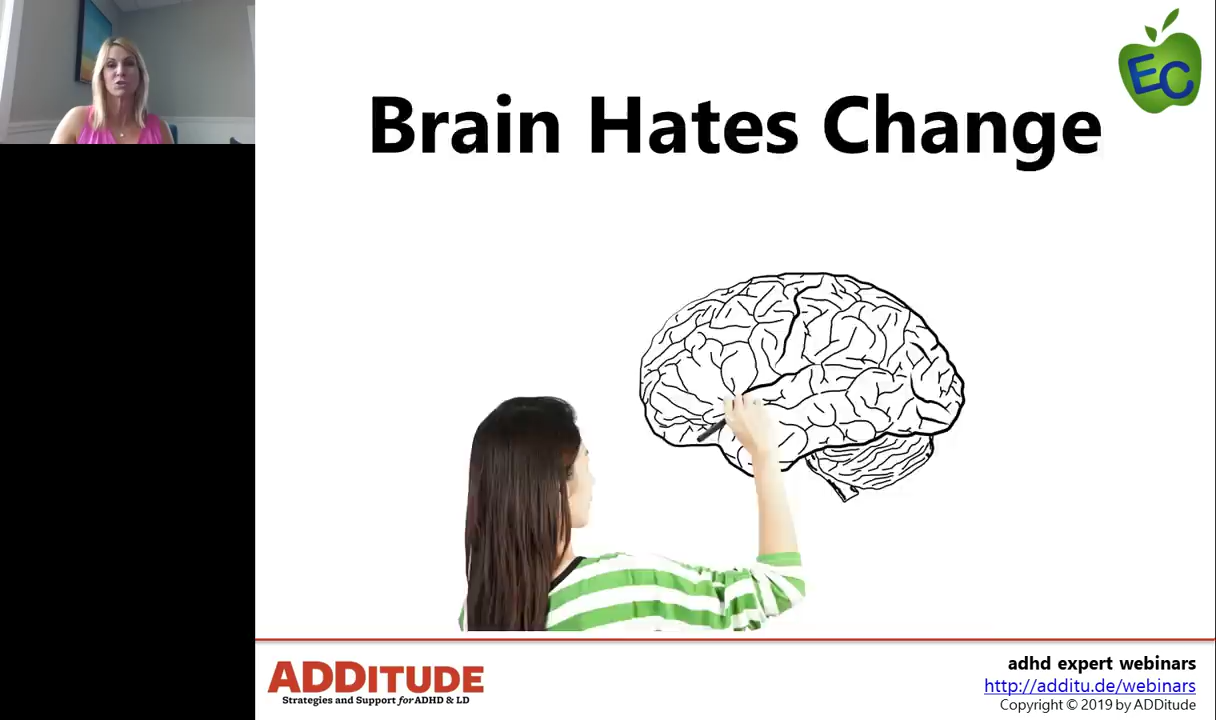 EC
Brain Hates Change
ADDITUDE
Strategies and Support for ADHD & LD
adhd expert webinars
http://additu.de/webinars
Copyright © 2019 by ADDitude